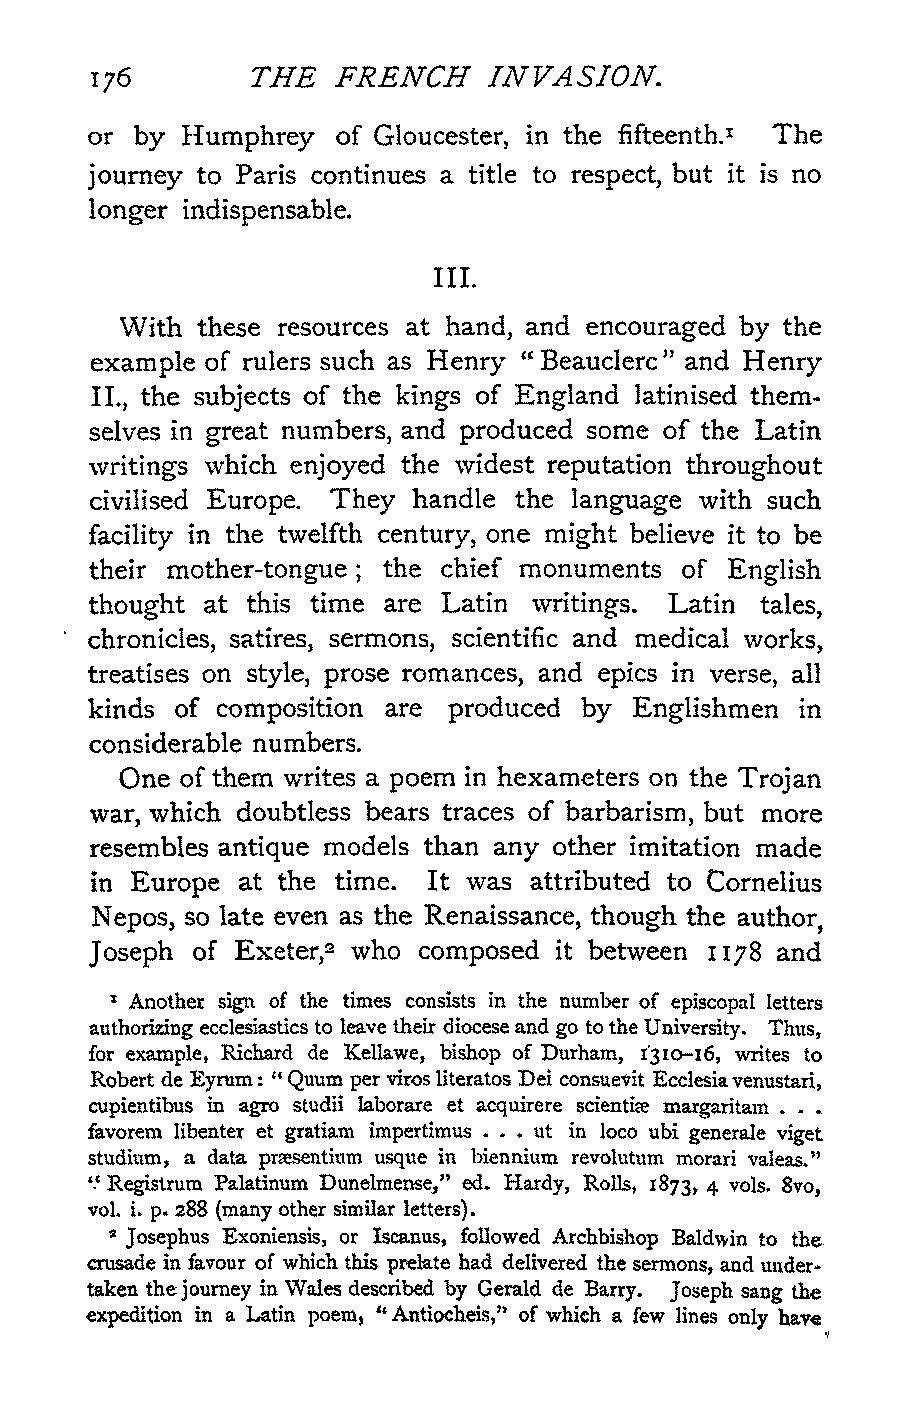 176 THE FRENCH INVASION.
or by Humphrey of Gloucester, in the fifteenth.¹ The
journey to Paris continues a title to respect, but it is no
longer indispensable.
III.
With these resources at hand, and encouraged by the
example of rulers such as Henry “Beauclerc” and Henry
II., the subjects of the kings of England latinised them-
selves in great numbers, and produced some of the Latin
writings which enjoyed the widest reputation throughout
civilised Europe. They handle the language with such
facility in the twelfth century, one might believe it to be
their mother-tongue; the chief monuments of English
thought at this time are Latin writings. Latin tales,
chronicles, satires, sermons, scientific and medical works,
treatises on style, prose romances, and epics in verse, all
kinds of composition are produced by Englishmen in
considerable numbers.
One of them writes a poem in hexameters on the Trojan
war, which doubtless bears traces of barbarism, but more
resembles antique models than any other imitation made
in Europe at the time. It was attributed to Cornelius
Nepos, so late even as the Renaissance, though the author,
Joseph of Exeter,² who composed it between 1178 and
¹ Another sign of the times consists in the number of episcopal letters
authorizing ecclesiastics to leave their diocese and go to the University. Thus,
for example, Richard de Kellawe, bishop of Durham, 1310–16, writes to
Robert de Eyrum: “Quum per viros literatos Dei consuevit Ecclesia venustari,
cupientibus in agro studii laborare et acquirere scientiæ margaritam . . .
favorem libenter et gratiam impertimus . . . ut in loco ubi generale viget
studium, a data præsentium usque in biennium revolutum morari valeas.”
“Registrum Palatinum Dunelmense,” ed. Hardy, Rolls, 1873, 4 vols. 8vo,
vol. i. p. 288 (many other similar letters).
² Josephus Exoniensis, or Iscanus, followed Archbishop Baldwin to the
crusade in favour of which this prelate had delivered the sermons, and under-
taken the journey in Wales described by Gerald de Barry. Joseph sang the
expedition in a Latin poem, “Antiocheis,” of which a few lines only have